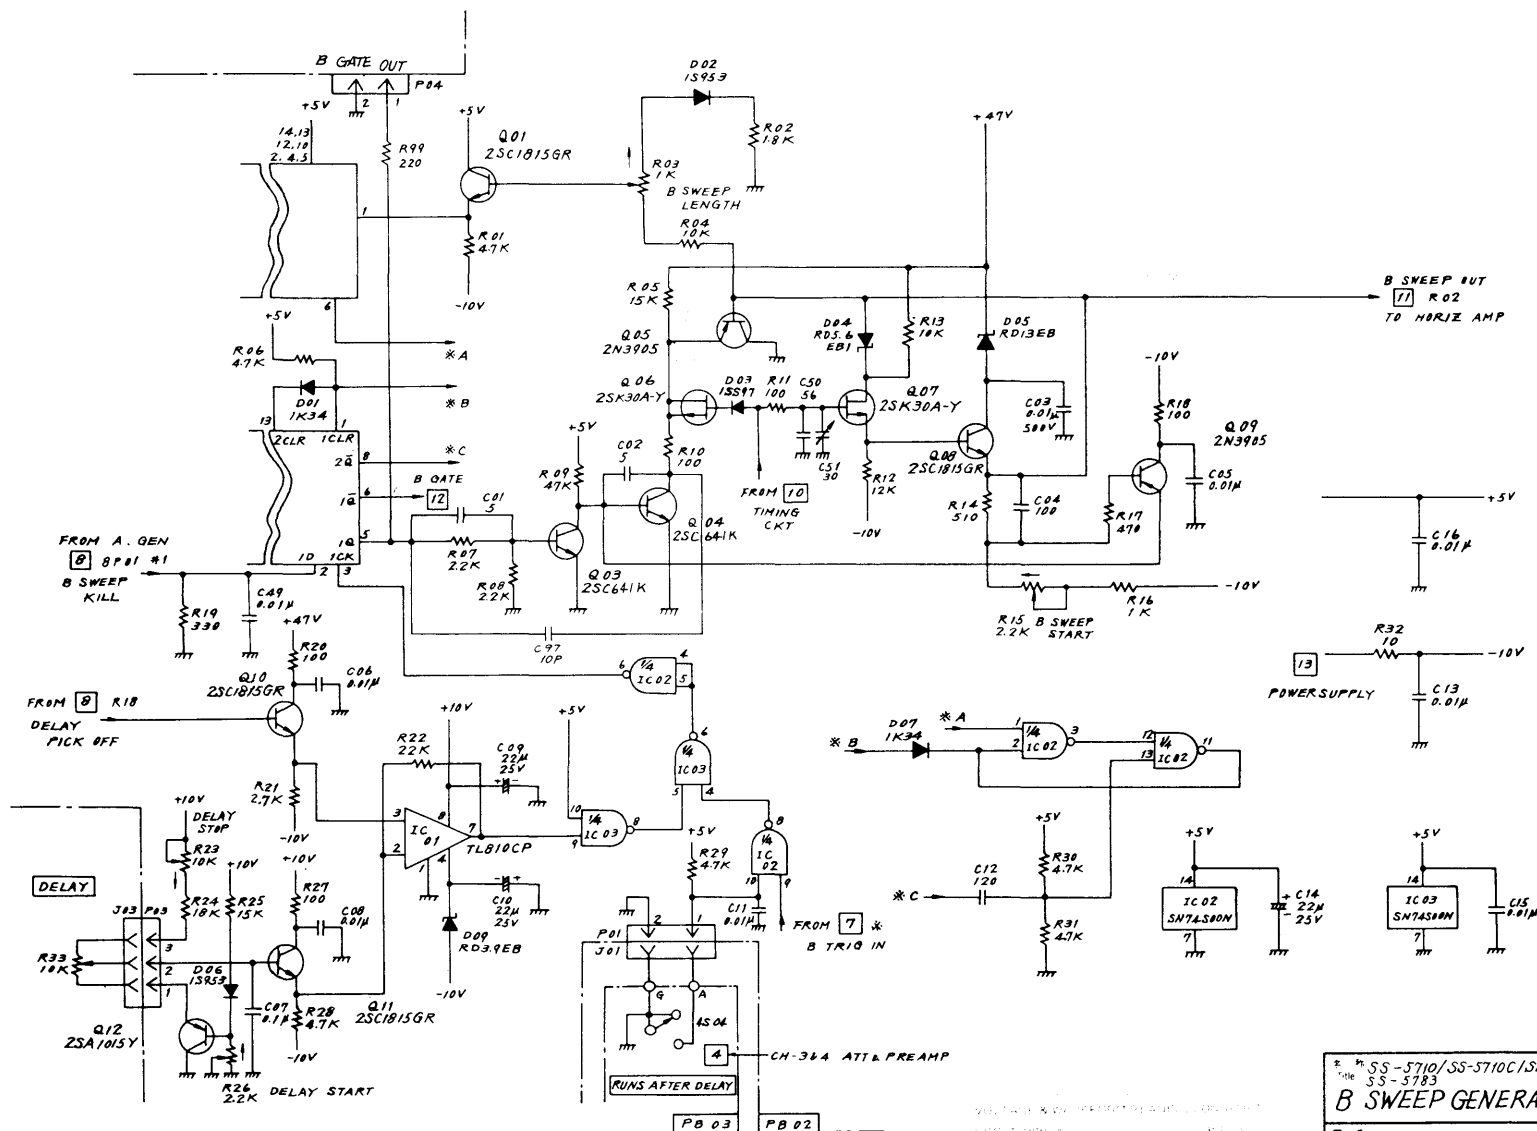 B GATE OUT
P04
2
1
+5V
14,13
12,10
2.4.5
R99
220
+5V
Q01
2SC1815GR
D02
1S953
R02
1.8K
R03
1K
B SWEEP
LENGTH
R04
10K
+47V
1
R01
4.7K
-10V
6
R05
15K
Q05
2N3905
D04
RD5.6
EB1
R13
10K
D05
RD13EB
B SWEEP OUT
11 R02
TO HORIZ AMP
+5V
R06
4.7K
D01
1K34
※A
※B
※C
13
1
2CLR 1CLR
2Q̄
8
1Q̄
6
1Q
5
1D
1CK
2
3
B GATE
12
Q06
2SK30A-Y
D03
1SS97
R11
100
C50
56
C51
30
Q07
2SK30A-Y
C03
0.01μ
500V
-10V
R18
100
Q09
2N3905
C05
0.01μ
+5V
R09
47K
C02
5
R10
100
FROM 10
TIMING
CKT
R12
12K
-10V
Q08
2SC1815GR
R14
510
C04
100
R17
470
C01
5
R07
2.2K
R08
2.2K
Q03
2SC641K
Q04
2SC641K
C97
10P
FROM A. GEN
8 8P01 #1
B SWEEP
KILL
R19
330
C49
0.01μ
R15
2.2K
B SWEEP
START
R16
1K
-10V
+5V
C16
0.01μ
R32
10
-10V
13
POWER SUPPLY
C13
0.01μ
+47V
R20
100
Q10
2SC1815GR
C06
0.01μ
FROM 8 R18
DELAY
PICK OFF
R21
2.7K
-10V
+10V
R22
22K
C09
22μ
25V
3
2
8
7
1
4
IC
01
TL810CP
C10
22μ
25V
D09
RD3.9EB
-10V
+5V
10
9
8
1/4
IC03
6
4
5
1/4
IC02
6
5
4
1/4
IC03
8
10
9
1/4
IC
02
+5V
R29
4.7K
C11
0.01μ
FROM 7 ※
B TRIG IN
P01
J01
2
1
G
A
4S04
4
CH-3&4 ATT & PREAMP
RUNS AFTER DELAY
PB 03
PB 02
+10V
DELAY
STOP
R23
10K
R24
18K
+10V
R25
15K
+10V
R27
100
C08
0.01μ
DELAY
J03 P03
3
2
1
R33
10K
D06
1S953
Q12
2SA1015Y
C07
0.1μ
R28
4.7K
Q11
2SC1815GR
-10V
R26
2.2K
DELAY START
※A
※B
D07
1K34
1
2
3
1/4
IC02
12
13
11
1/4
IC02
※C
C12
120
+5V
R30
4.7K
R31
4.7K
+5V
14
IC02
SN74S00N
7
C14
22μ
25V
+5V
14
IC03
SN74S00N
7
C15
0.01μ
Title
SS-5710/SS-5710C/
SS-5783
B SWEEP GENERA